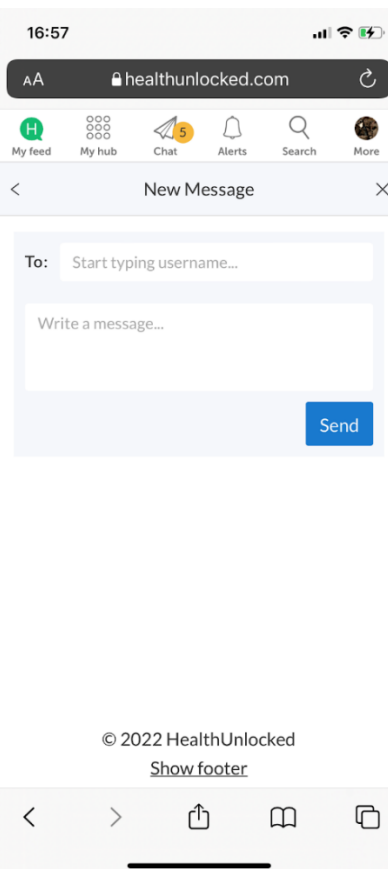 16:57
AA healthunlocked.com
H 5
My feed My hub Chat Alerts Search More
New Message
To: Start typing username...
Write a message...
Send
© 2022 HealthUnlocked
Show footer